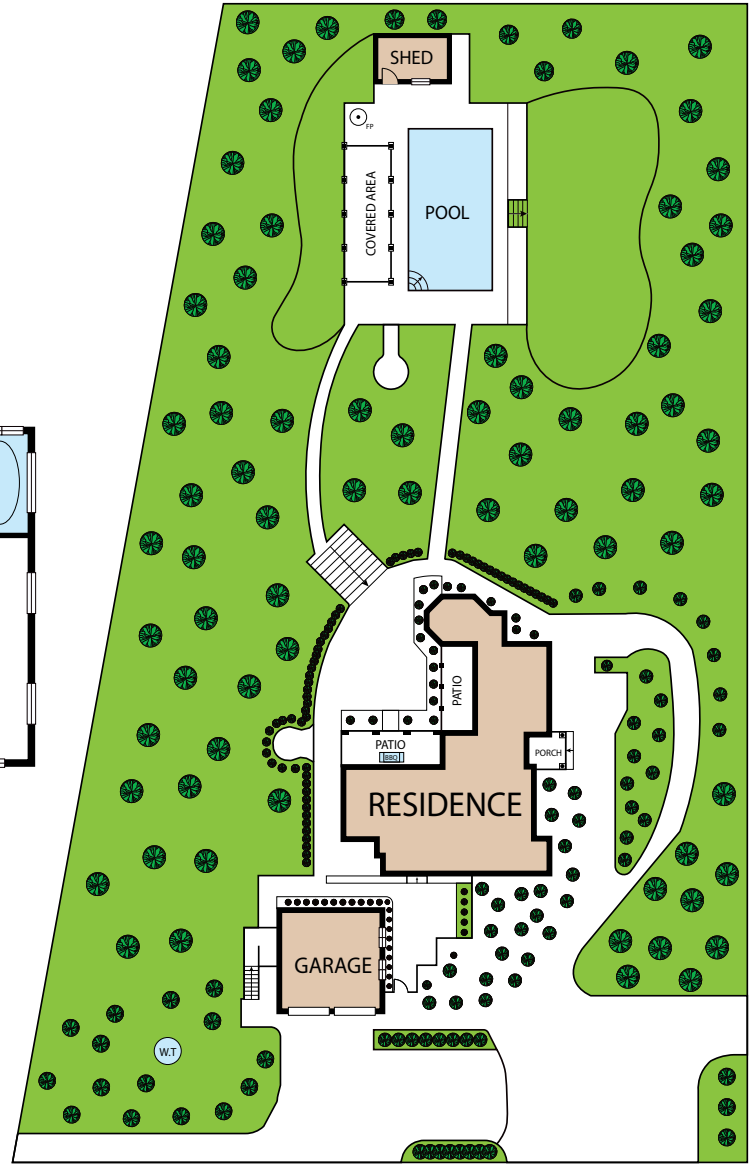 SHED
FP
COVERED AREA
POOL
PATIO
PATIO
BBQ
PORCH
RESIDENCE
GARAGE
W.T